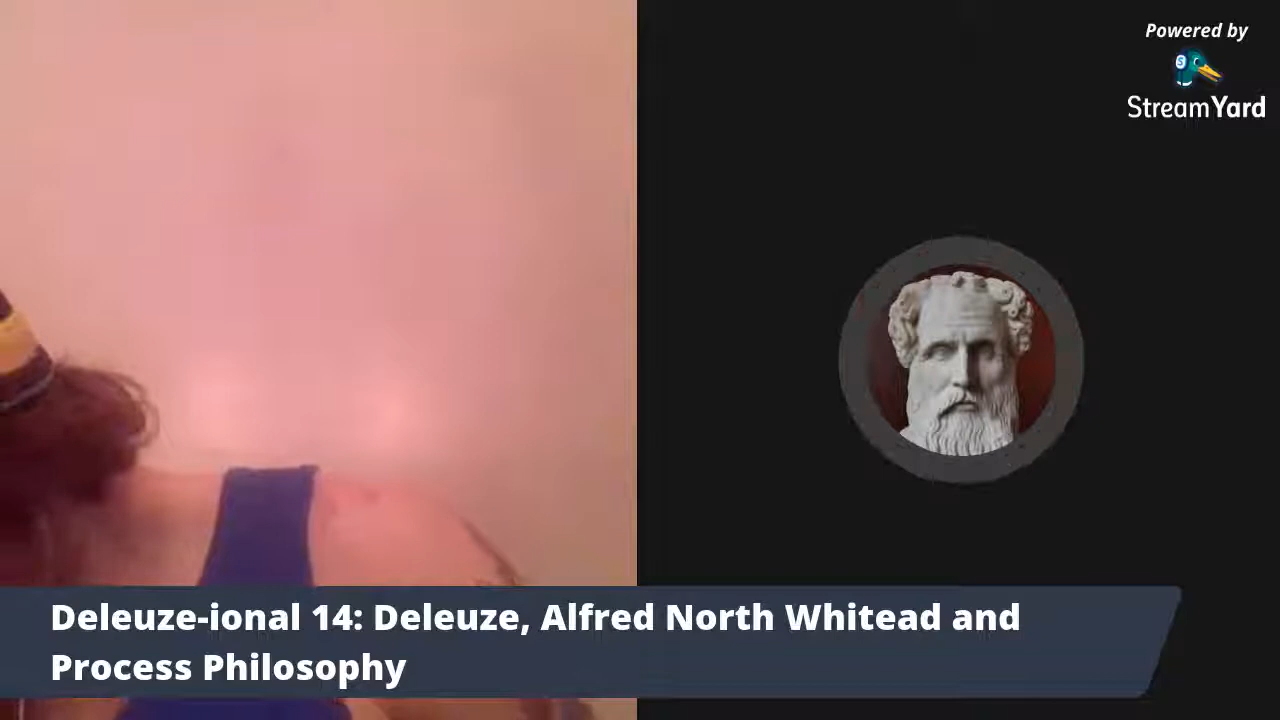 Powered by
StreamYard
Deleuze-ional 14: Deleuze, Alfred North Whitead and
Process Philosophy